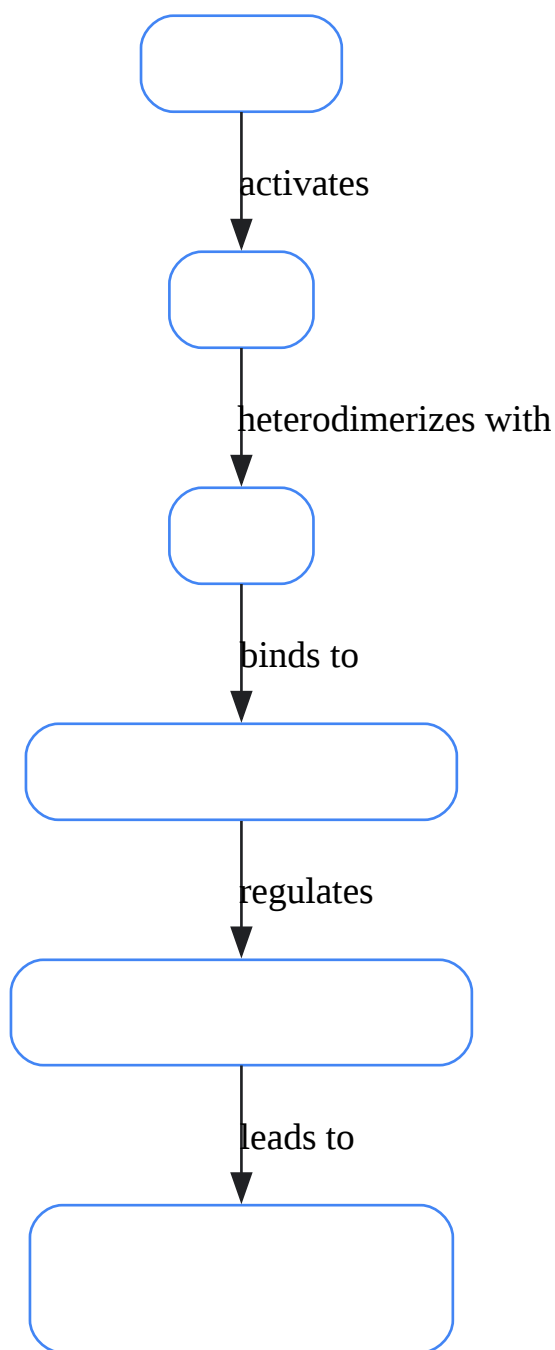 activates
heterodimerizes with
binds to
regulates
leads to